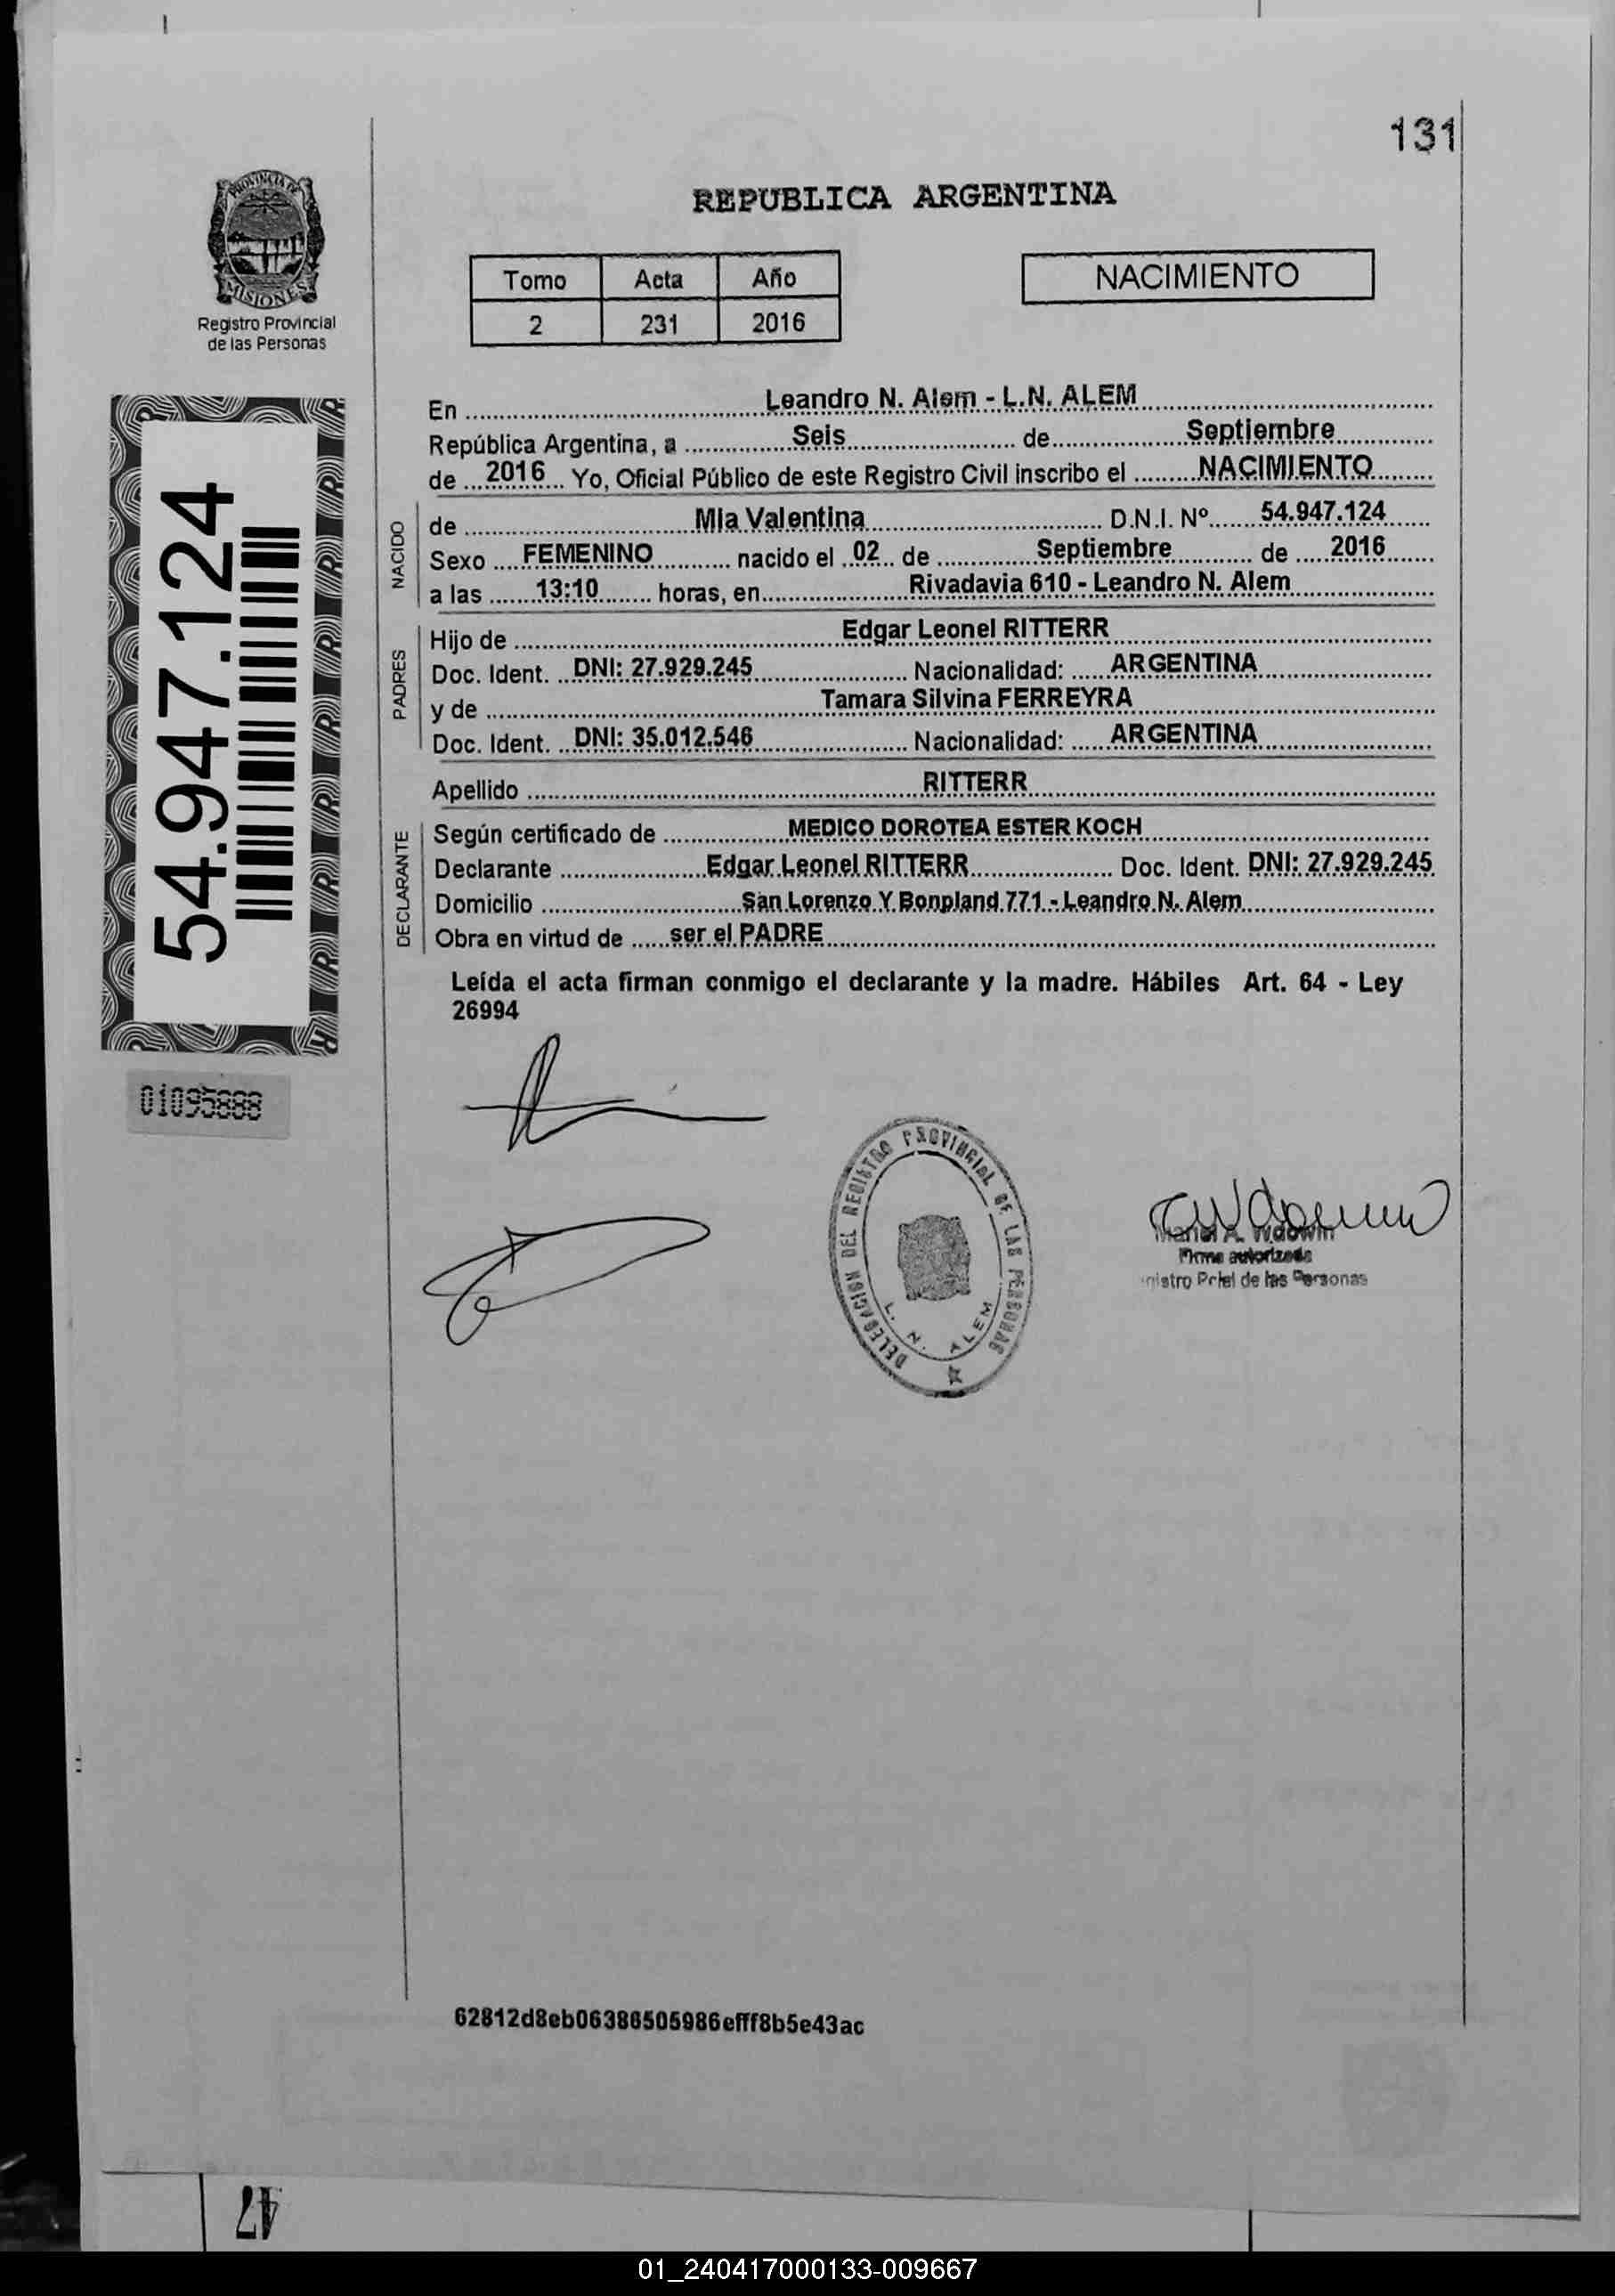 131
PROVINCIA DE
MISIONES
Registro Provincial
de las Personas
REPUBLICA ARGENTINA
Tomo Acta Año
2 231 2016
NACIMIENTO
En Leandro N. Alem - L.N. ALEM
República Argentina, a Seis de Septiembre
de 2016 Yo, Oficial Público de este Registro Civil inscribo el NACIMIENTO
NACIDO
de Mia Valentina D.N.I. Nº 54.947.124
Sexo FEMENINO nacido el 02 de Septiembre de 2016
a las 13:10 horas, en Rivadavia 610 - Leandro N. Alem
PADRES
Hijo de Edgar Leonel RITTERR
Doc. Ident. DNI: 27.929.245 Nacionalidad: ARGENTINA
y de Tamara Silvina FERREYRA
Doc. Ident. DNI: 35.012.546 Nacionalidad: ARGENTINA
Apellido RITTERR
DECLARANTE
Según certificado de MEDICO DOROTEA ESTER KOCH
Declarante Edgar Leonel RITTERR Doc. Ident. DNI: 27.929.245
Domicilio San Lorenzo Y Bonpland 771 - Leandro N. Alem
Obra en virtud de ser el PADRE
Leída el acta firman conmigo el declarante y la madre. Hábiles Art. 64 - Ley
26994
54.947.124
01095888
DELEGACION DEL REGISTRO PROVINCIAL DE LAS PERSONAS
L. N. ALEM
A.
Firma autorizada
de las Personas
62812d8eb06386505986efff8b5e43ac
47
01_240417000133-009667